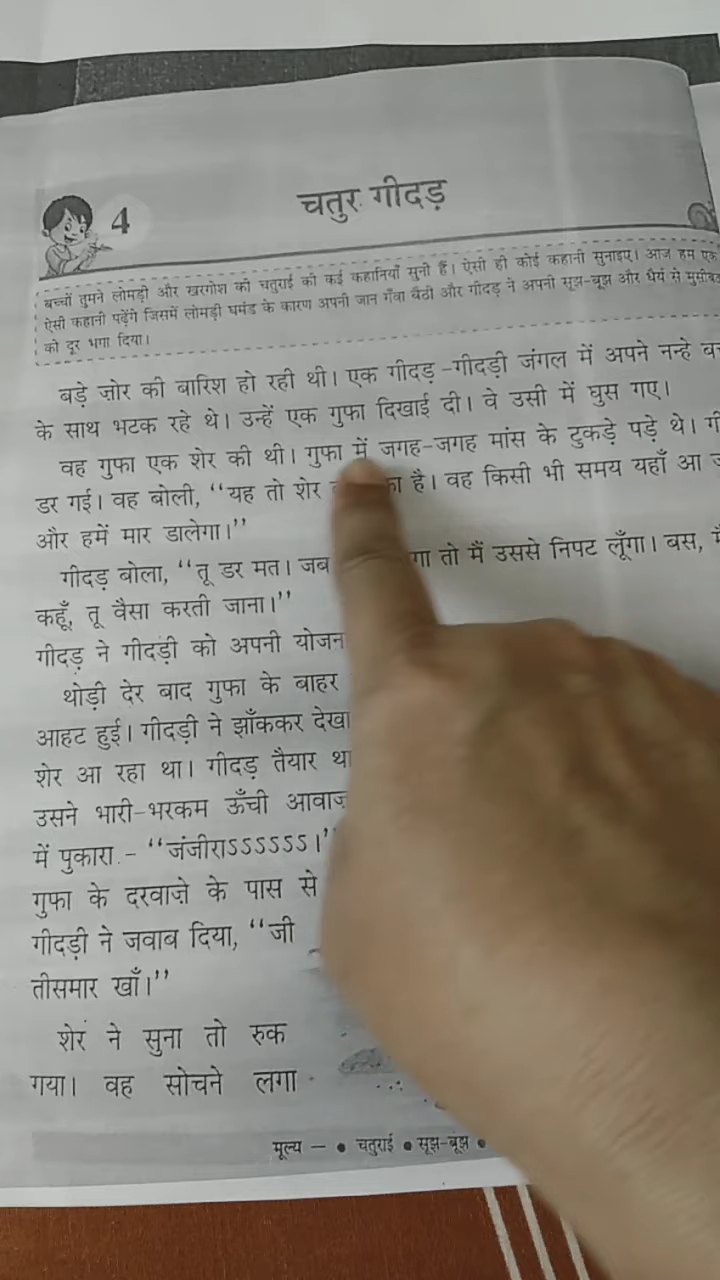 4
चतुर गीदड़
बच्चों तुमने लोमड़ी और खरगोश की चतुराई की कई कहानियाँ सुनी हैं। ऐसी ही कोई कहानी सुनाइए। आज हम एक
ऐसी कहानी पढ़ेंगे जिसमें लोमड़ी घमंड के कारण अपनी जान गँवा बैठी और गीदड़ ने अपनी सूझ-बूझ और धैर्य से
को दूर भगा दिया।
बड़े ज़ोर की बारिश हो रही थी। एक गीदड़-गीदड़ी जंगल में अपने नन्हे
के साथ भटक रहे थे। उन्हें एक गुफा दिखाई दी। वे उसी में घुस गए।
वह गुफा एक शेर की थी। गुफा में जगह-जगह मांस के टुकड़े पड़े थे।
डर गई। वह बोली, ‘‘यह तो शेर है। वह किसी भी समय यहाँ आ
और हमें मार डालेगा।’’
गीदड़ बोला, ‘‘तू डर मत। जब तो मैं उससे निपट लूँगा। बस,
कहूँ, तू वैसा करती जाना।’’
गीदड़ ने गीदड़ी को अपनी
थोड़ी देर बाद गुफा के बाहर
आहट हुई। गीदड़ी ने झाँककर देखा
शेर आ रहा था। गीदड़ तैयार था
उसने भारी-भरकम ऊँची आवाज़
में पुकारा - ‘‘जंजीराऽऽऽऽऽऽ।’’
गुफा के दरवाज़े के पास से
गीदड़ी ने जवाब दिया, ‘‘जी
तीसमार खाँ।’’
शेर ने सुना तो रुक
गया। वह सोचने लगा
मूल्य — • चतुराई • सूझ-बूझ •